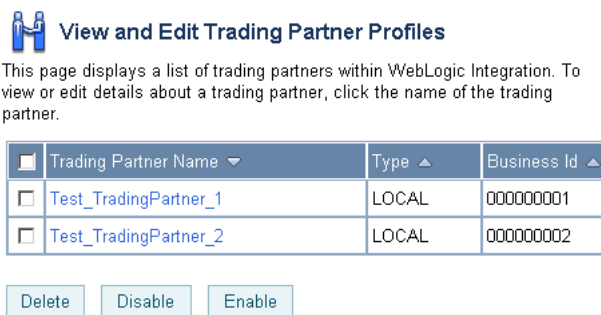 View and Edit Trading Partner Profiles
This page displays a list of trading partners within WebLogic Integration. To
view or edit details about a trading partner, click the name of the trading
partner.
Trading Partner Name Type Business Id
Test_TradingPartner_1 LOCAL 000000001
Test_TradingPartner_2 LOCAL 000000002
Delete Disable Enable